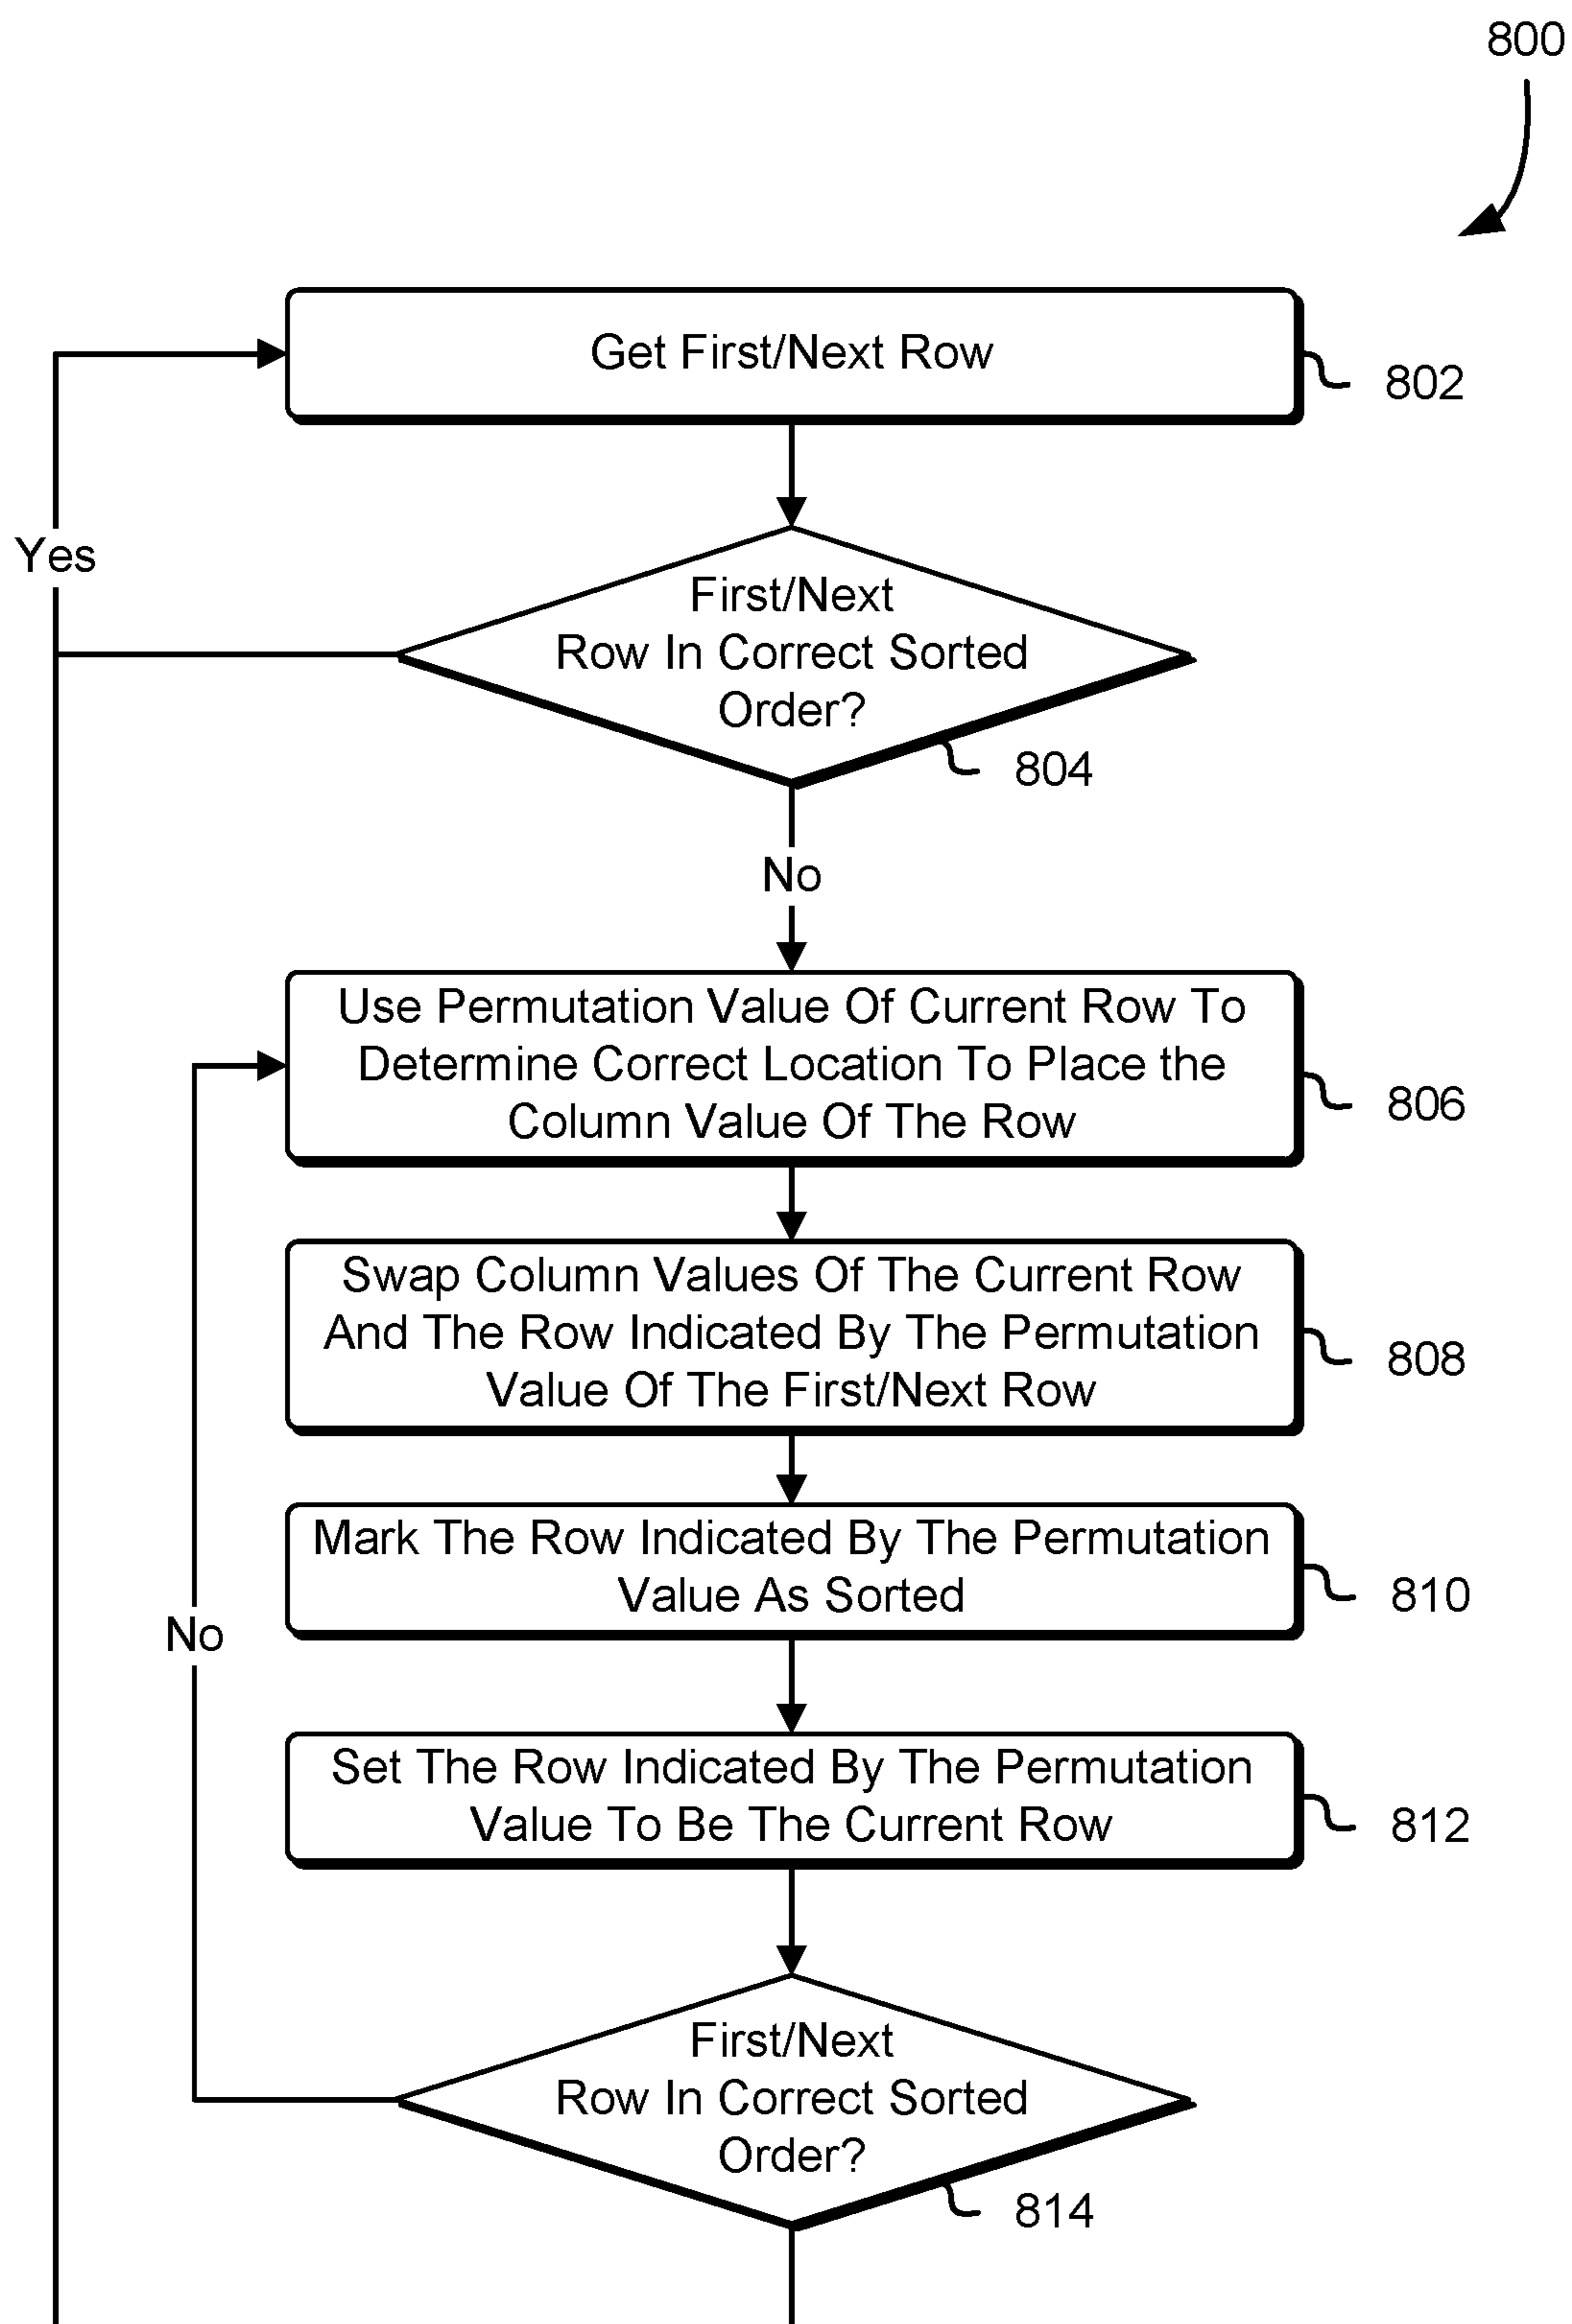 800
Get First/Next Row
802
Yes
First/Next
Row In Correct Sorted
Order?
804
No
Use Permutation Value Of Current Row To
Determine Correct Location To Place the
Column Value Of The Row
806
Swap Column Values Of The Current Row
And The Row Indicated By The Permutation
Value Of The First/Next Row
808
Mark The Row Indicated By The Permutation
Value As Sorted
810
No
Set The Row Indicated By The Permutation
Value To Be The Current Row
812
First/Next
Row In Correct Sorted
Order?
814